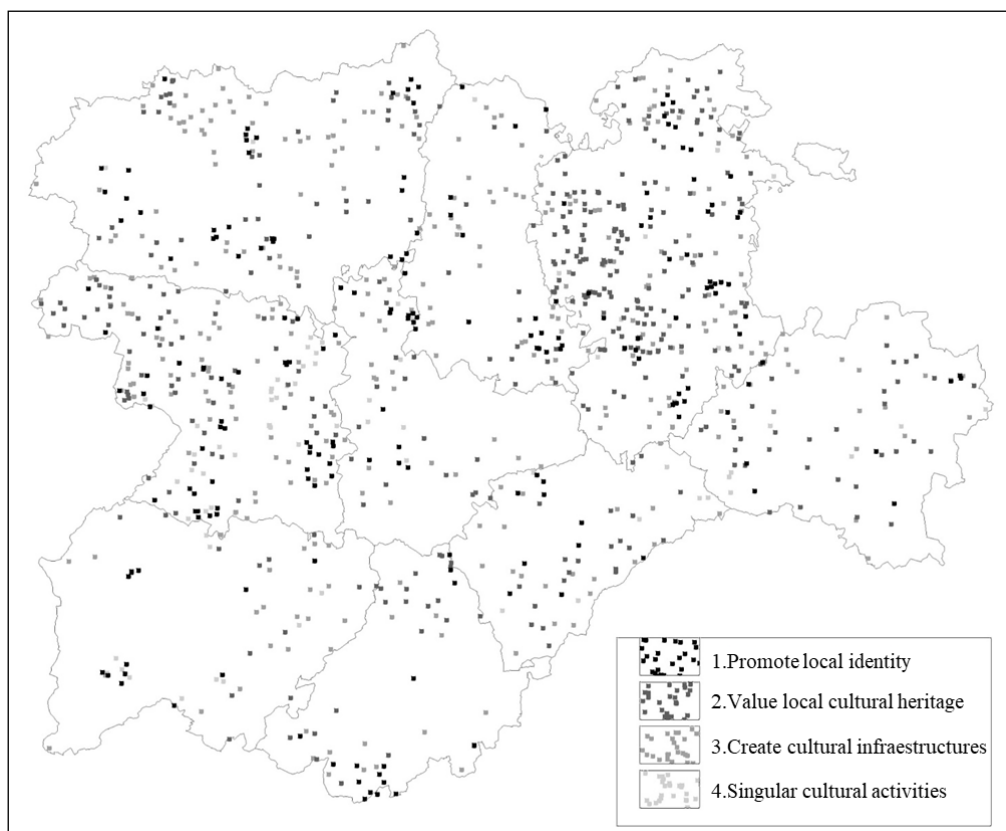 1.Promote local identity
2.Value local cultural heritage
3.Create cultural infraestructures
4.Singular cultural activities